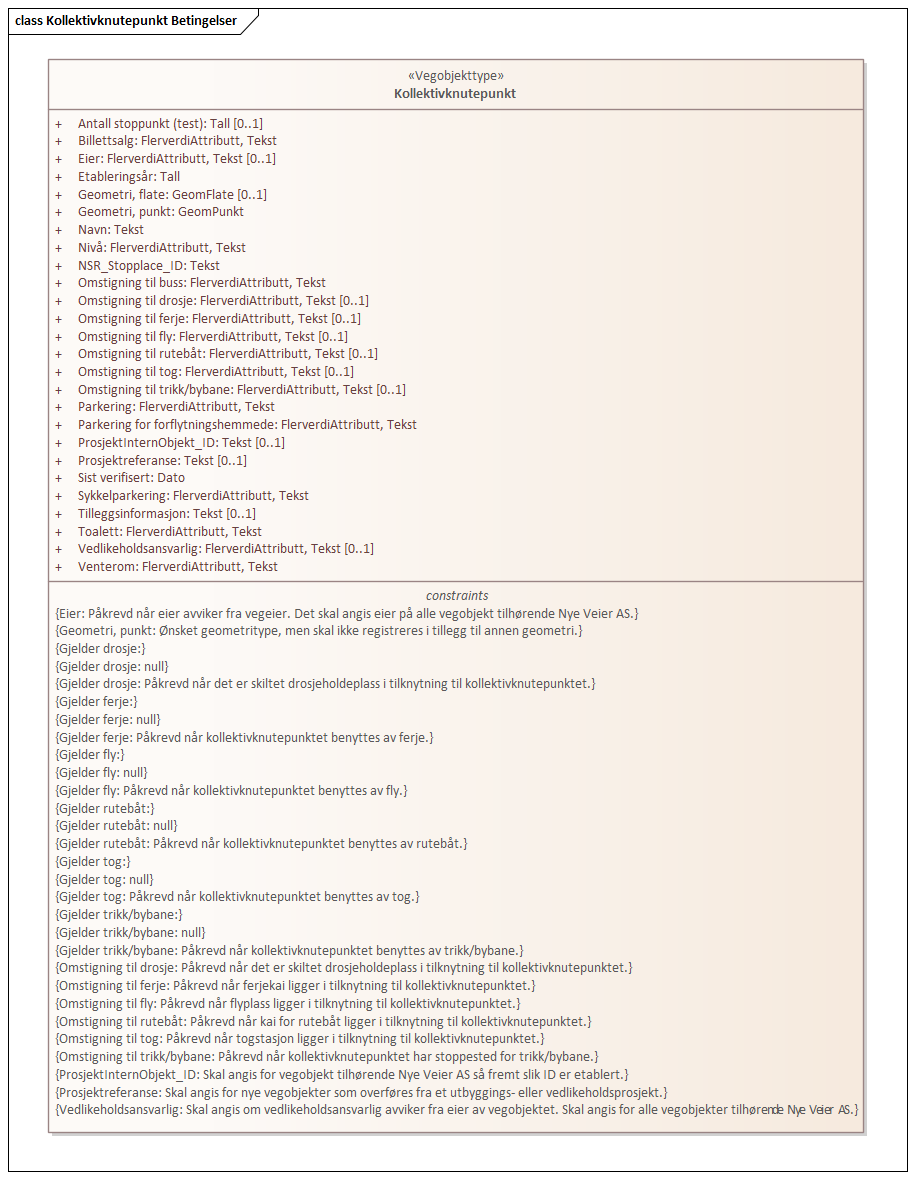 class Kollektivknutepunkt Betingelser
«Vegobjekttype»
Kollektivknutepunkt
+ Antall stoppunkt (test): Tall [0..1]
+ Billettsalg: FlerverdiAttributt, Tekst
+ Eier: FlerverdiAttributt, Tekst [0..1]
+ Etableringsår: Tall
+ Geometri, flate: GeomFlate [0..1]
+ Geometri, punkt: GeomPunkt
+ Navn: Tekst
+ Nivå: FlerverdiAttributt, Tekst
+ NSR_Stopplace_ID: Tekst
+ Omstigning til buss: FlerverdiAttributt, Tekst
+ Omstigning til drosje: FlerverdiAttributt, Tekst [0..1]
+ Omstigning til ferje: FlerverdiAttributt, Tekst [0..1]
+ Omstigning til fly: FlerverdiAttributt, Tekst [0..1]
+ Omstigning til rutebåt: FlerverdiAttributt, Tekst [0..1]
+ Omstigning til tog: FlerverdiAttributt, Tekst [0..1]
+ Omstigning til trikk/bybane: FlerverdiAttributt, Tekst [0..1]
+ Parkering: FlerverdiAttributt, Tekst
+ Parkering for forflytningshemmede: FlerverdiAttributt, Tekst
+ ProsjektInternObjekt_ID: Tekst [0..1]
+ Prosjektreferanse: Tekst [0..1]
+ Sist verifisert: Dato
+ Sykkelparkering: FlerverdiAttributt, Tekst
+ Tilleggsinformasjon: Tekst [0..1]
+ Toalett: FlerverdiAttributt, Tekst
+ Vedlikeholdsansvarlig: FlerverdiAttributt, Tekst [0..1]
+ Venterom: FlerverdiAttributt, Tekst
constraints
{Eier: Påkrevd når eier avviker fra vegeier. Det skal angis eier på alle vegobjekt tilhørende Nye Veier AS.}
{Geometri, punkt: Ønsket geometritype, men skal ikke registreres i tillegg til annen geometri.}
{Gjelder drosje:}
{Gjelder drosje: null}
{Gjelder drosje: Påkrevd når det er skiltet drosjeholdeplass i tilknytning til kollektivknutepunktet.}
{Gjelder ferje:}
{Gjelder ferje: null}
{Gjelder ferje: Påkrevd når kollektivknutepunktet benyttes av ferje.}
{Gjelder fly:}
{Gjelder fly: null}
{Gjelder fly: Påkrevd når kollektivknutepunktet benyttes av fly.}
{Gjelder rutebåt:}
{Gjelder rutebåt: null}
{Gjelder rutebåt: Påkrevd når kollektivknutepunktet benyttes av rutebåt.}
{Gjelder tog:}
{Gjelder tog: null}
{Gjelder tog: Påkrevd når kollektivknutepunktet benyttes av tog.}
{Gjelder trikk/bybane:}
{Gjelder trikk/bybane: null}
{Gjelder trikk/bybane: Påkrevd når kollektivknutepunktet benyttes av trikk/bybane.}
{Omstigning til drosje: Påkrevd når det er skiltet drosjeholdeplass i tilknytning til kollektivknutepunktet.}
{Omstigning til ferje: Påkrevd når ferjekai ligger i tilknytning til kollektivknutepunktet.}
{Omstigning til fly: Påkrevd når flyplass ligger i tilknytning til kollektivknutepunktet.}
{Omstigning til rutebåt: Påkrevd når kai for rutebåt ligger i tilknytning til kollektivknutepunktet.}
{Omstigning til tog: Påkrevd når togstasjon ligger i tilknytning til kollektivknutepunktet.}
{Omstigning til trikk/bybane: Påkrevd når kollektivknutepunktet har stoppested for trikk/bybane.}
{ProsjektInternObjekt_ID: Skal angis for vegobjekt tilhørende Nye Veier AS så fremt slik ID er etablert.}
{Prosjektreferanse: Skal angis for nye vegobjekter som overføres fra et utbyggings- eller vedlikeholdsprosjekt.}
{Vedlikeholdsansvarlig: Skal angis om vedlikeholdsansvarlig avviker fra eier av vegobjektet. Skal angis for alle vegobjekter tilhørende Nye Veier AS.}